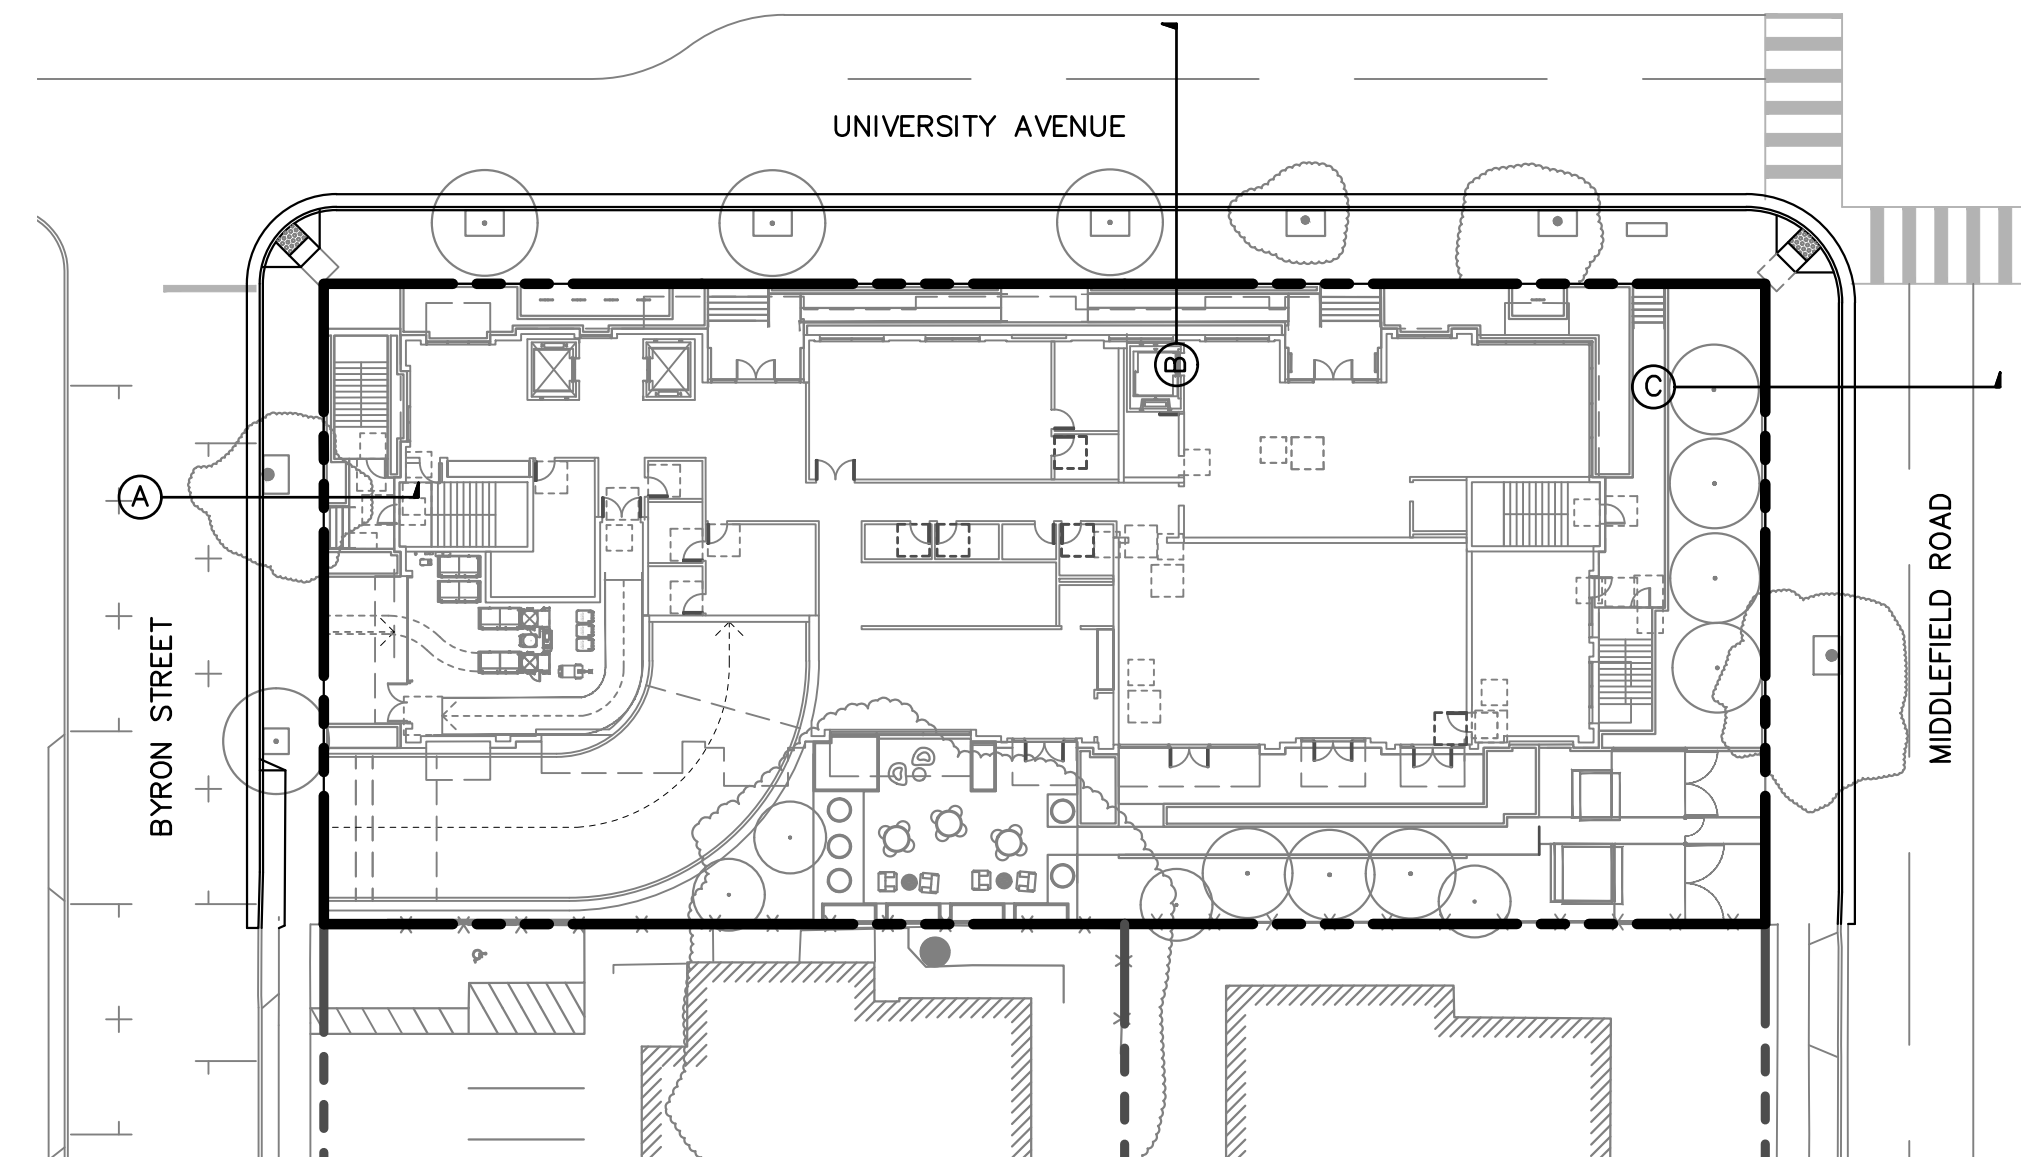 UNIVERSITY AVENUE
B
C
A
MIDDLEFIELD ROAD
BYRON STREET